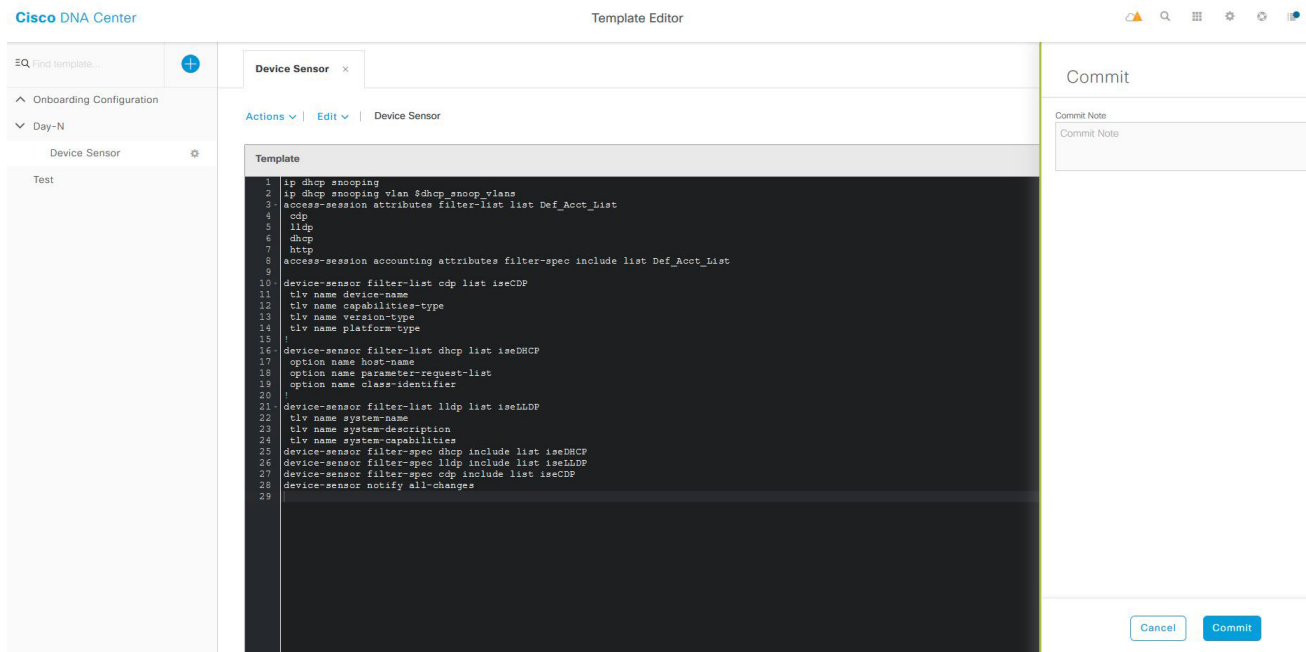 Cisco DNA Center
Template Editor
Find template...
Onboarding Configuration
Day-N
Device Sensor
Test
Device Sensor ×
Actions | Edit | Device Sensor
Template
1 ip dhcp snooping
2 ip dhcp snooping vlan $dhcp_snoop_vlans
3 access-session attributes filter-list list Def_Acct_List
4 cdp
5 lldp
6 dhcp
7 http
8 access-session accounting attributes filter-spec include list Def_Acct_List
9
10 device-sensor filter-list cdp list iseCDP
11 tlv name device-name
12 tlv name capabilities-type
13 tlv name version-type
14 tlv name platform-type
15 !
16 device-sensor filter-list dhcp list iseDHCP
17 option name host-name
18 option name parameter-request-list
19 option name class-identifier
20 !
21 device-sensor filter-list lldp list iseLLDP
22 tlv name system-name
23 tlv name system-description
24 tlv name system-capabilities
25 device-sensor filter-spec dhcp include list iseDHCP
26 device-sensor filter-spec lldp include list iseLLDP
27 device-sensor filter-spec cdp include list iseCDP
28 device-sensor notify all-changes
29
Commit
Commit Note
Commit Note
Cancel
Commit